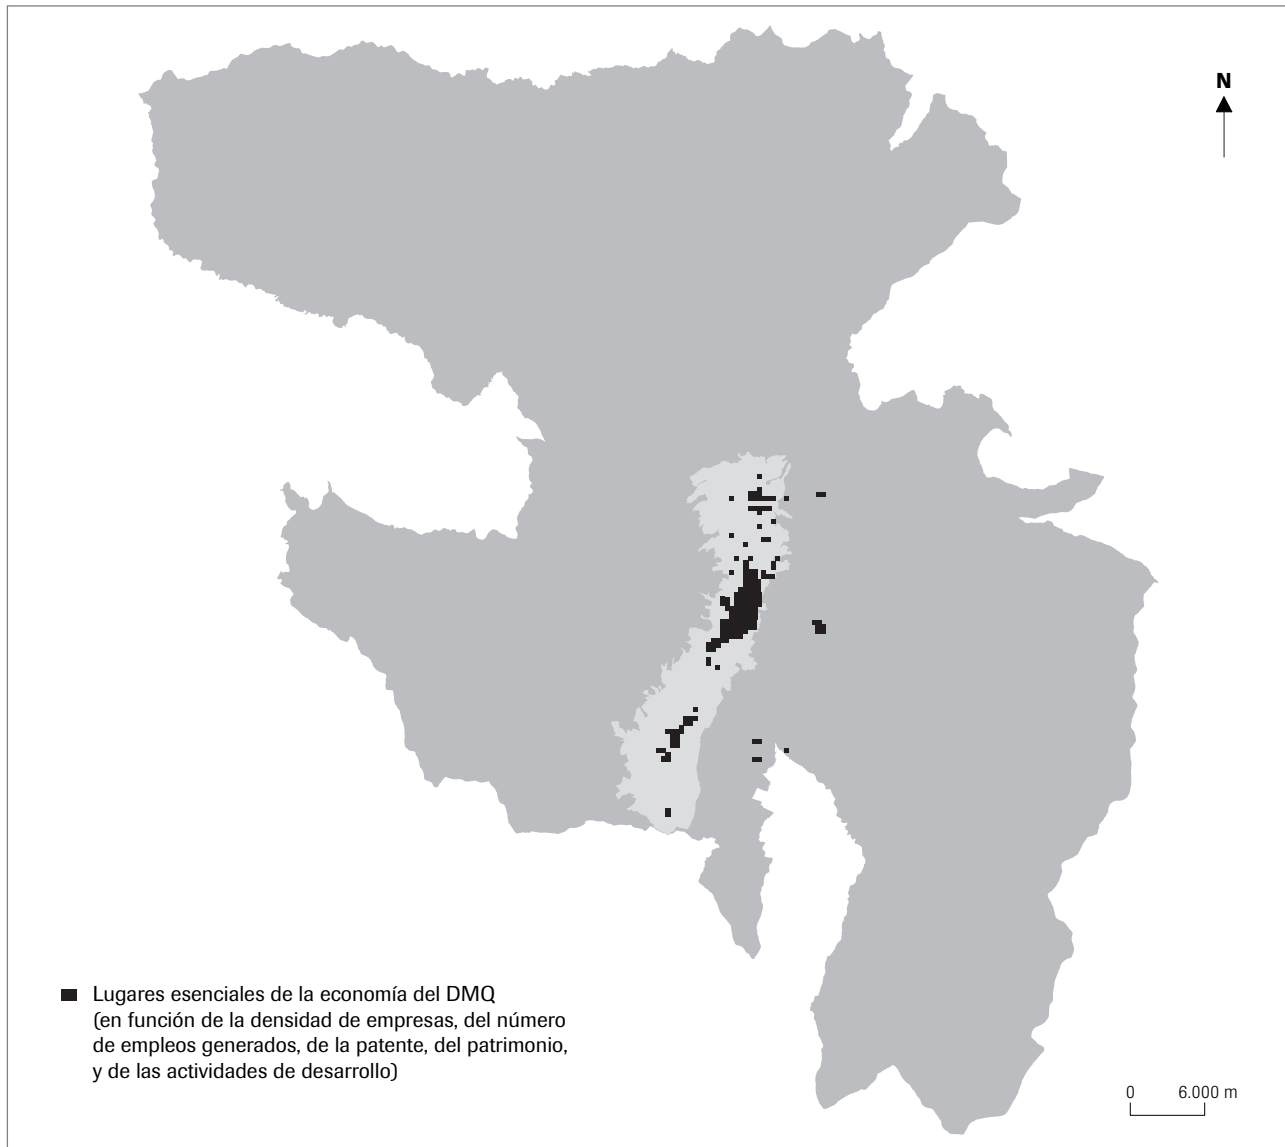 N
Lugares esenciales de la economía del DMQ
(en función de la densidad de empresas, del número
de empleos generados, de la patente, del patrimonio,
y de las actividades de desarrollo)
0 6.000 m